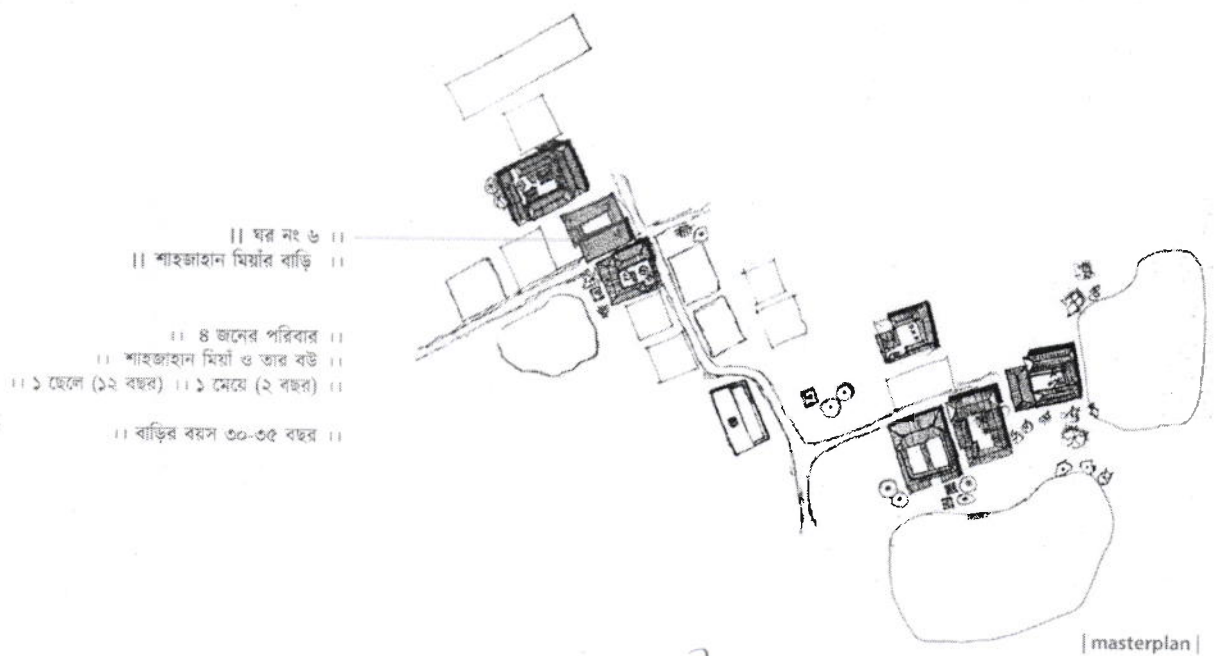 || ঘর নং ৬ ।।
|| শাহজাহান মিয়াঁর বাড়ি ।।
।। ৪ জনের পরিবার ।।
।। শাহজাহান মিয়াঁ ও তার বউ ।।
।। ১ ছেলে (১২ বছর) ।। ১ মেয়ে (২ বছর) ।।
।। বাড়ির বয়স ৩০-৩৫ বছর ।।
| masterplan |